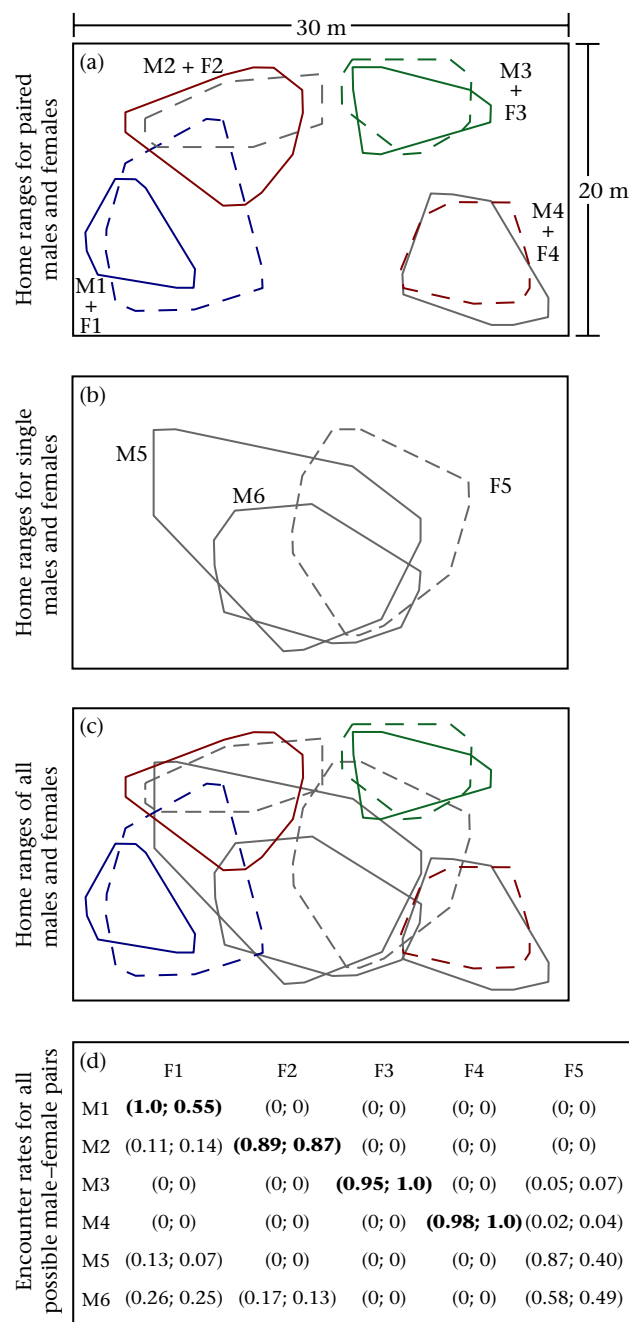 30 m
Home ranges for paired
males and females
(a)
M2 + F2
M3
+
F3
20 m
M4
+
F4
M1
+
F1
Home ranges for single
males and females
(b)
M5
M6
F5
Home ranges of all
males and females
(c)
Encounter rates for all
possible male–female pairs
(d) F1 F2 F3 F4 F5
M1 (1.0; 0.55) (0; 0) (0; 0) (0; 0) (0; 0)
M2 (0.11; 0.14) (0.89; 0.87) (0; 0) (0; 0) (0; 0)
M3 (0; 0) (0; 0) (0.95; 1.0) (0; 0) (0.05; 0.07)
M4 (0; 0) (0; 0) (0; 0) (0.98; 1.0) (0.02; 0.04)
M5 (0.13; 0.07) (0; 0) (0; 0) (0; 0) (0.87; 0.40)
M6 (0.26; 0.25) (0.17; 0.13) (0; 0) (0; 0) (0.58; 0.49)